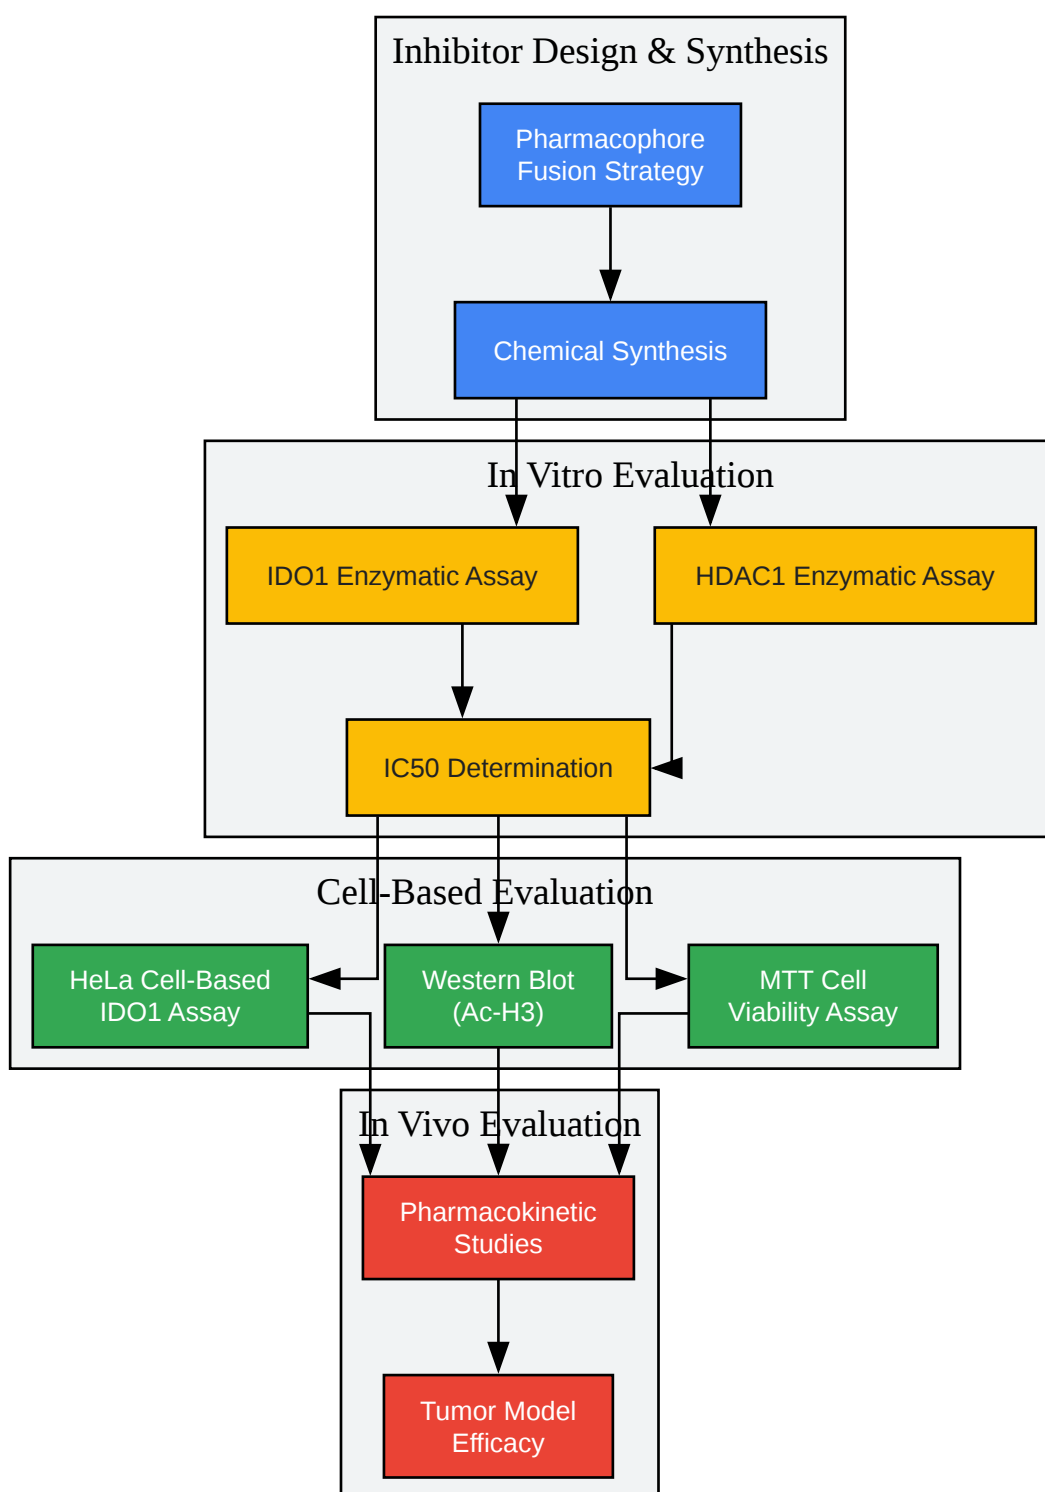 Inhibitor Design & Synthesis
Pharmacophore
Fusion Strategy
Chemical Synthesis
In Vitro Evaluation
IDO1 Enzymatic Assay
HDAC1 Enzymatic Assay
IC50 Determination
Cell-Based Evaluation
HeLa Cell-Based
IDO1 Assay
Western Blot
(Ac-H3)
MTT Cell
Viability Assay
In Vivo Evaluation
Pharmacokinetic
Studies
Tumor Model
Efficacy